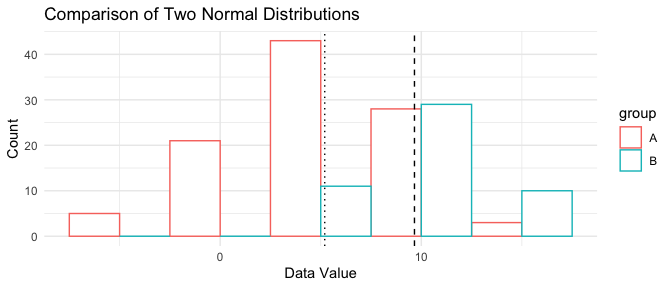 Comparison of Two Normal Distributions
40
30
20
10
0
Count
0 10
Data Value
group
A
B